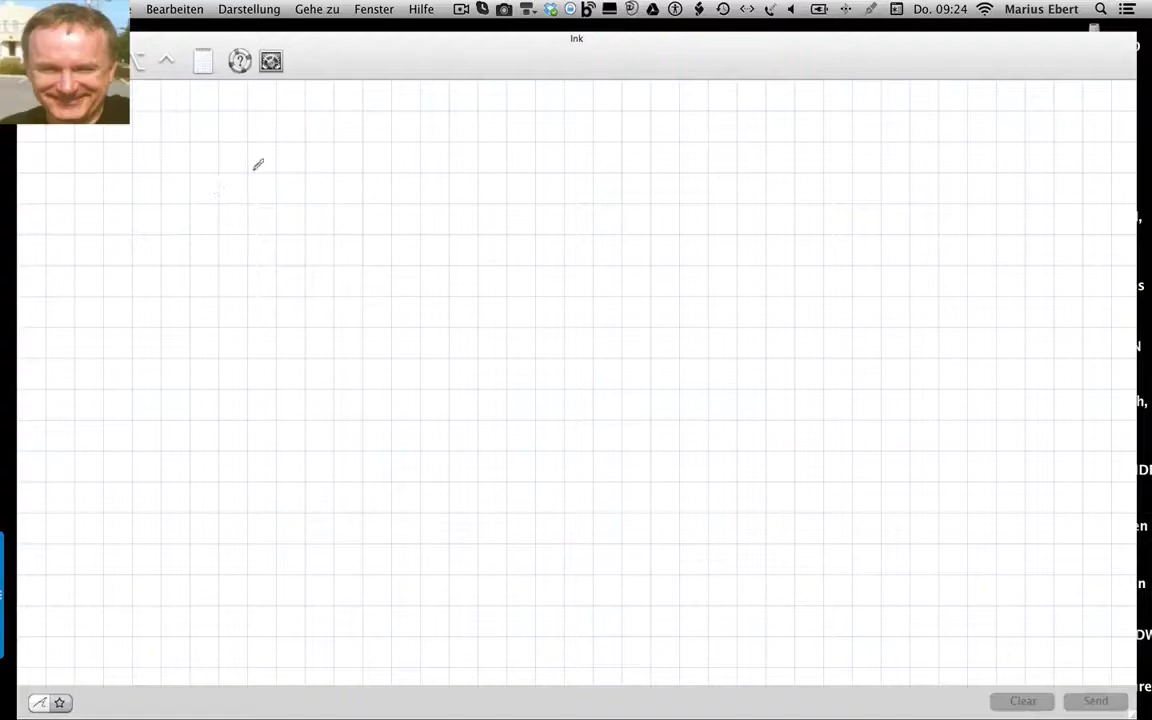 Bearbeiten Darstellung Gehe zu Fenster Hilfe Do. 09:24 Marius Ebert
Ink
?
Clear Send